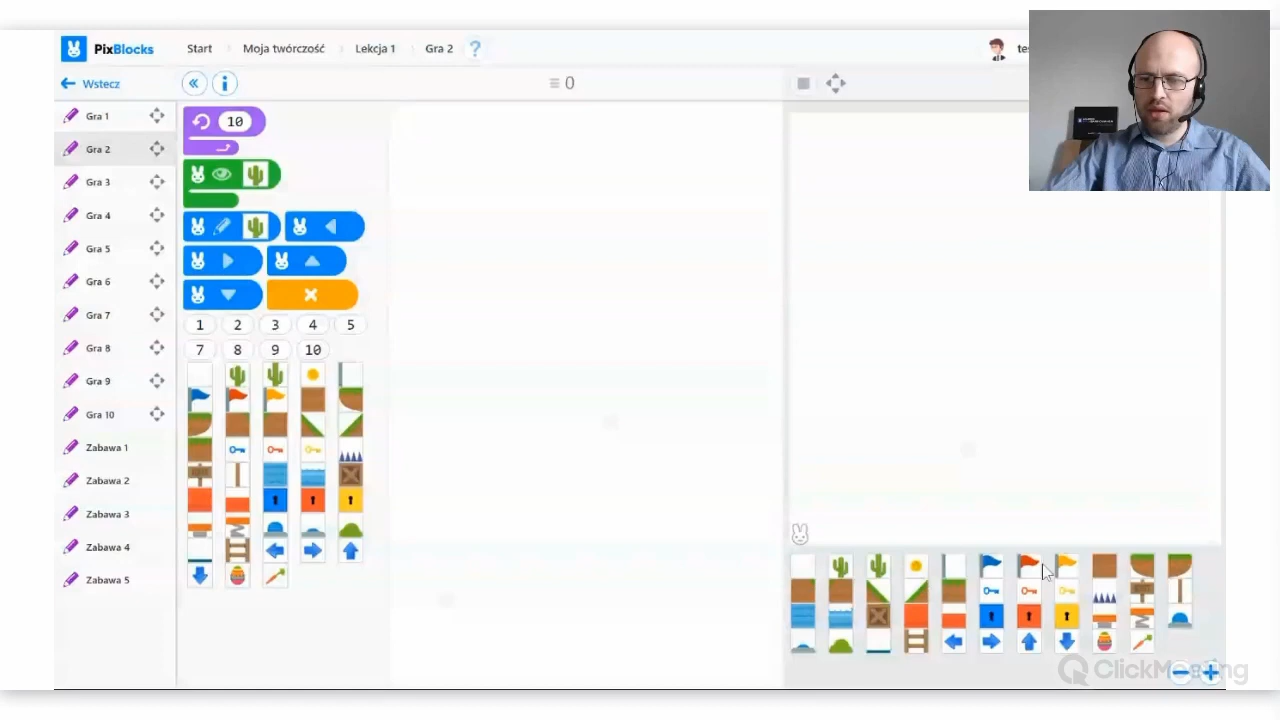 PixBlocks Start Moja twórczość Lekcja 1 Gra 2 ? te
Wstecz 0
Gra 1
Gra 2
Gra 3
Gra 4
Gra 5
Gra 6
Gra 7
Gra 8
Gra 9
Gra 10
Zabawa 1
Zabawa 2
Zabawa 3
Zabawa 4
Zabawa 5
10
1 2 3 4 5
7 8 9 10
ClickMeeting